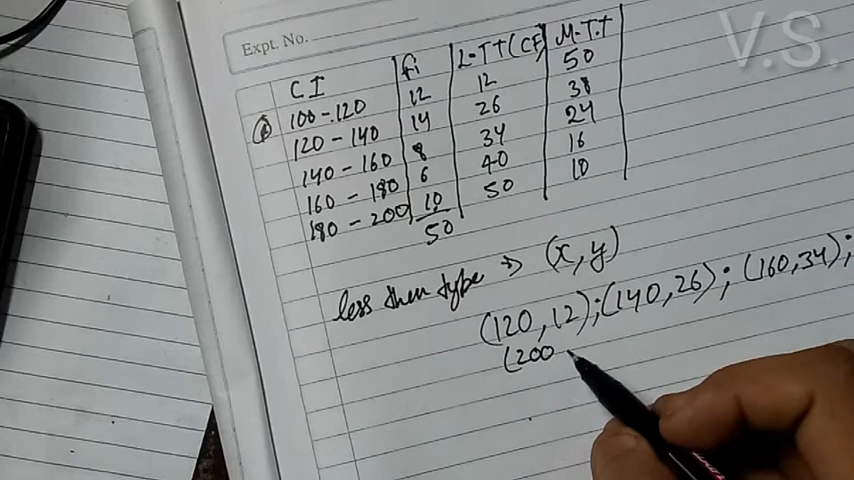 V.S.
Expt. No.
CI fi L.TT(CF) M.T.T
100-120 12 12 50
120-140 14 26 38
140-160 8 34 24
160-180 6 40 16
180-200 10 50 10
50
less then type ⇒ (x,y)
(120,12);(140,26);(160,34);
(200